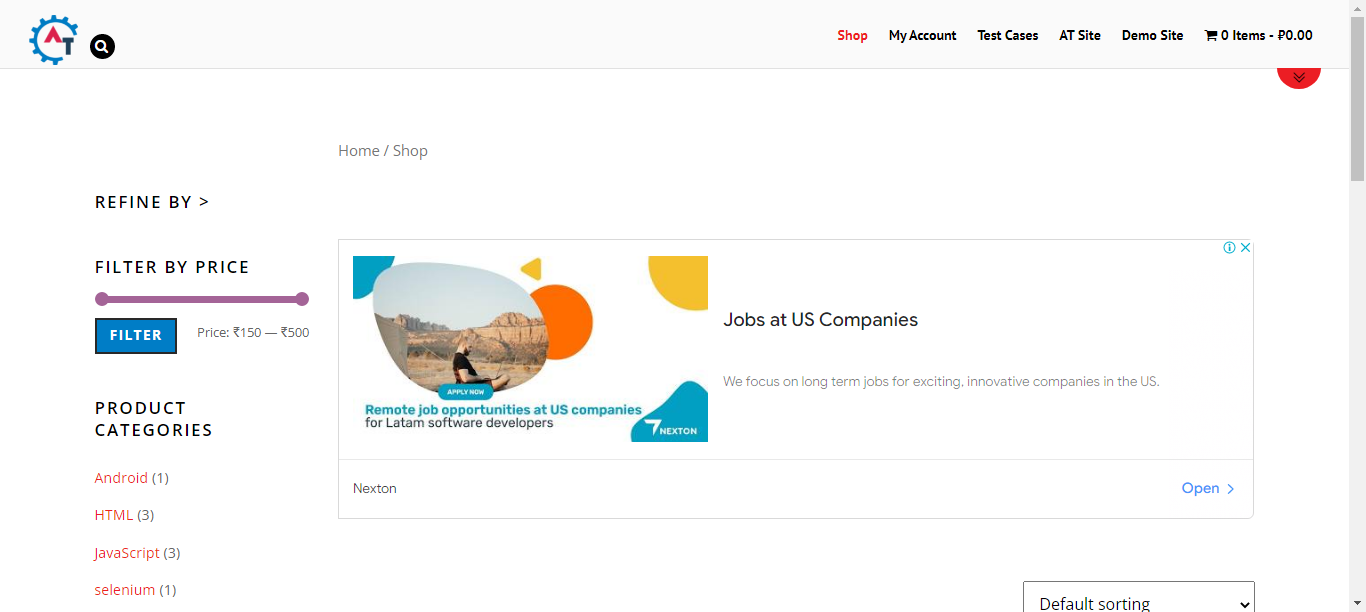 AT
Shop My Account Test Cases AT Site Demo Site 0 Items - ₽0.00
Home / Shop
REFINE BY >
FILTER BY PRICE
FILTER
Price: ₹150 — ₹500
PRODUCT
CATEGORIES
Android (1)
HTML (3)
JavaScript (3)
selenium (1)
APPLY NOW
Remote job opportunities at US companies
for Latam software developers
NEXTON
Jobs at US Companies
We focus on long term jobs for exciting, innovative companies in the US.
Nexton
Open >
Default sorting